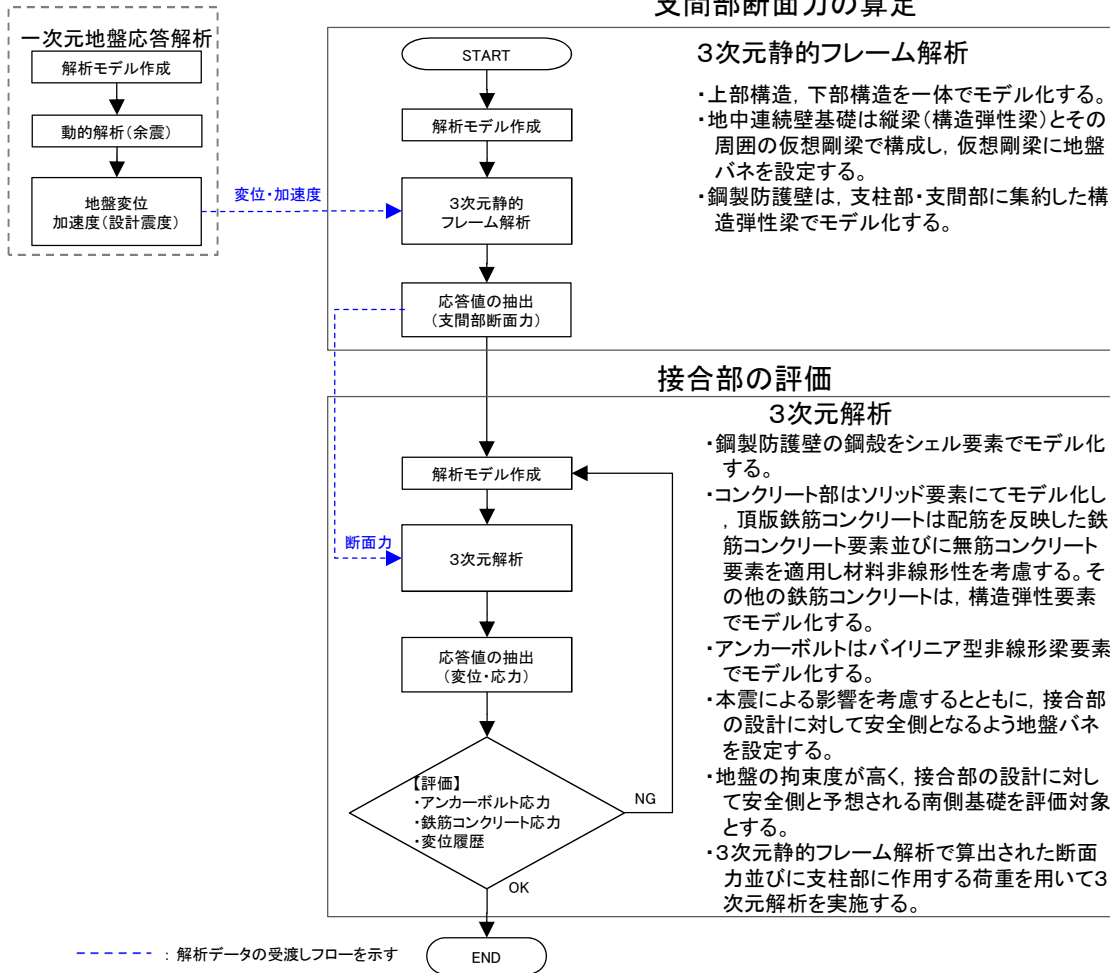 支間部断面力の算定
一次元地盤応答解析
解析モデル作成
動的解析(余震)
地盤変位
加速度(設計震度)
変位・加速度
START
解析モデル作成
3次元静的
フレーム解析
応答値の抽出
(支間部断面力)
3次元静的フレーム解析
・上部構造，下部構造を一体でモデル化する。
・地中連続壁基礎は縦梁(構造弾性梁)とその
周囲の仮想剛梁で構成し，仮想剛梁に地盤
バネを設定する。
・鋼製防護壁は，支柱部・支間部に集約した構
造弾性梁でモデル化する。
接合部の評価
解析モデル作成
断面力
3次元解析
応答値の抽出
(変位・応力)
【評価】
・アンカーボルト応力
・鉄筋コンクリート応力
・変位履歴
NG
OK
END
3次元解析
・鋼製防護壁の鋼殻をシェル要素でモデル化
する。
・コンクリート部はソリッド要素にてモデル化し
，頂版鉄筋コンクリートは配筋を反映した鉄
筋コンクリート要素並びに無筋コンクリート
要素を適用し材料非線形性を考慮する。そ
の他の鉄筋コンクリートは，構造弾性要素
でモデル化する。
・アンカーボルトはバイリニア型非線形梁要素
でモデル化する。
・本震による影響を考慮するとともに，接合部
の設計に対して安全側となるよう地盤バネ
を設定する。
・地盤の拘束度が高く，接合部の設計に対し
て安全側と予想される南側基礎を評価対象
とする。
・3次元静的フレーム解析で算出された断面
力並びに支柱部に作用する荷重を用いて3
次元解析を実施する。
：解析データの受渡しフローを示す